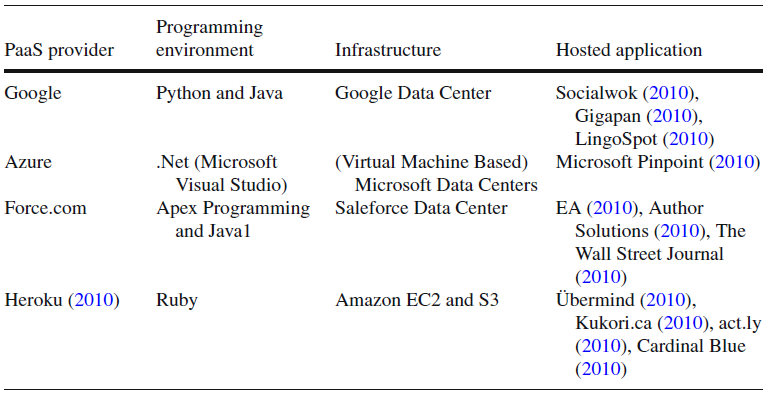 PaaS provider Programming environment Infrastructure Hosted application
Google Python and Java Google Data Center Socialwok (2010),
Gigapan (2010),
LingoSpot (2010)
Azure .Net (Microsoft (Virtual Machine Based) Microsoft Pinpoint (2010)
Visual Studio) Microsoft Data Centers
Force.com Apex Programming Saleforce Data Center EA (2010), Author
and Java1 Solutions (2010), The
Wall Street Journal
(2010)
Heroku (2010) Ruby Amazon EC2 and S3 Übermind (2010),
Kukori.ca (2010), act.ly
(2010), Cardinal Blue
(2010)